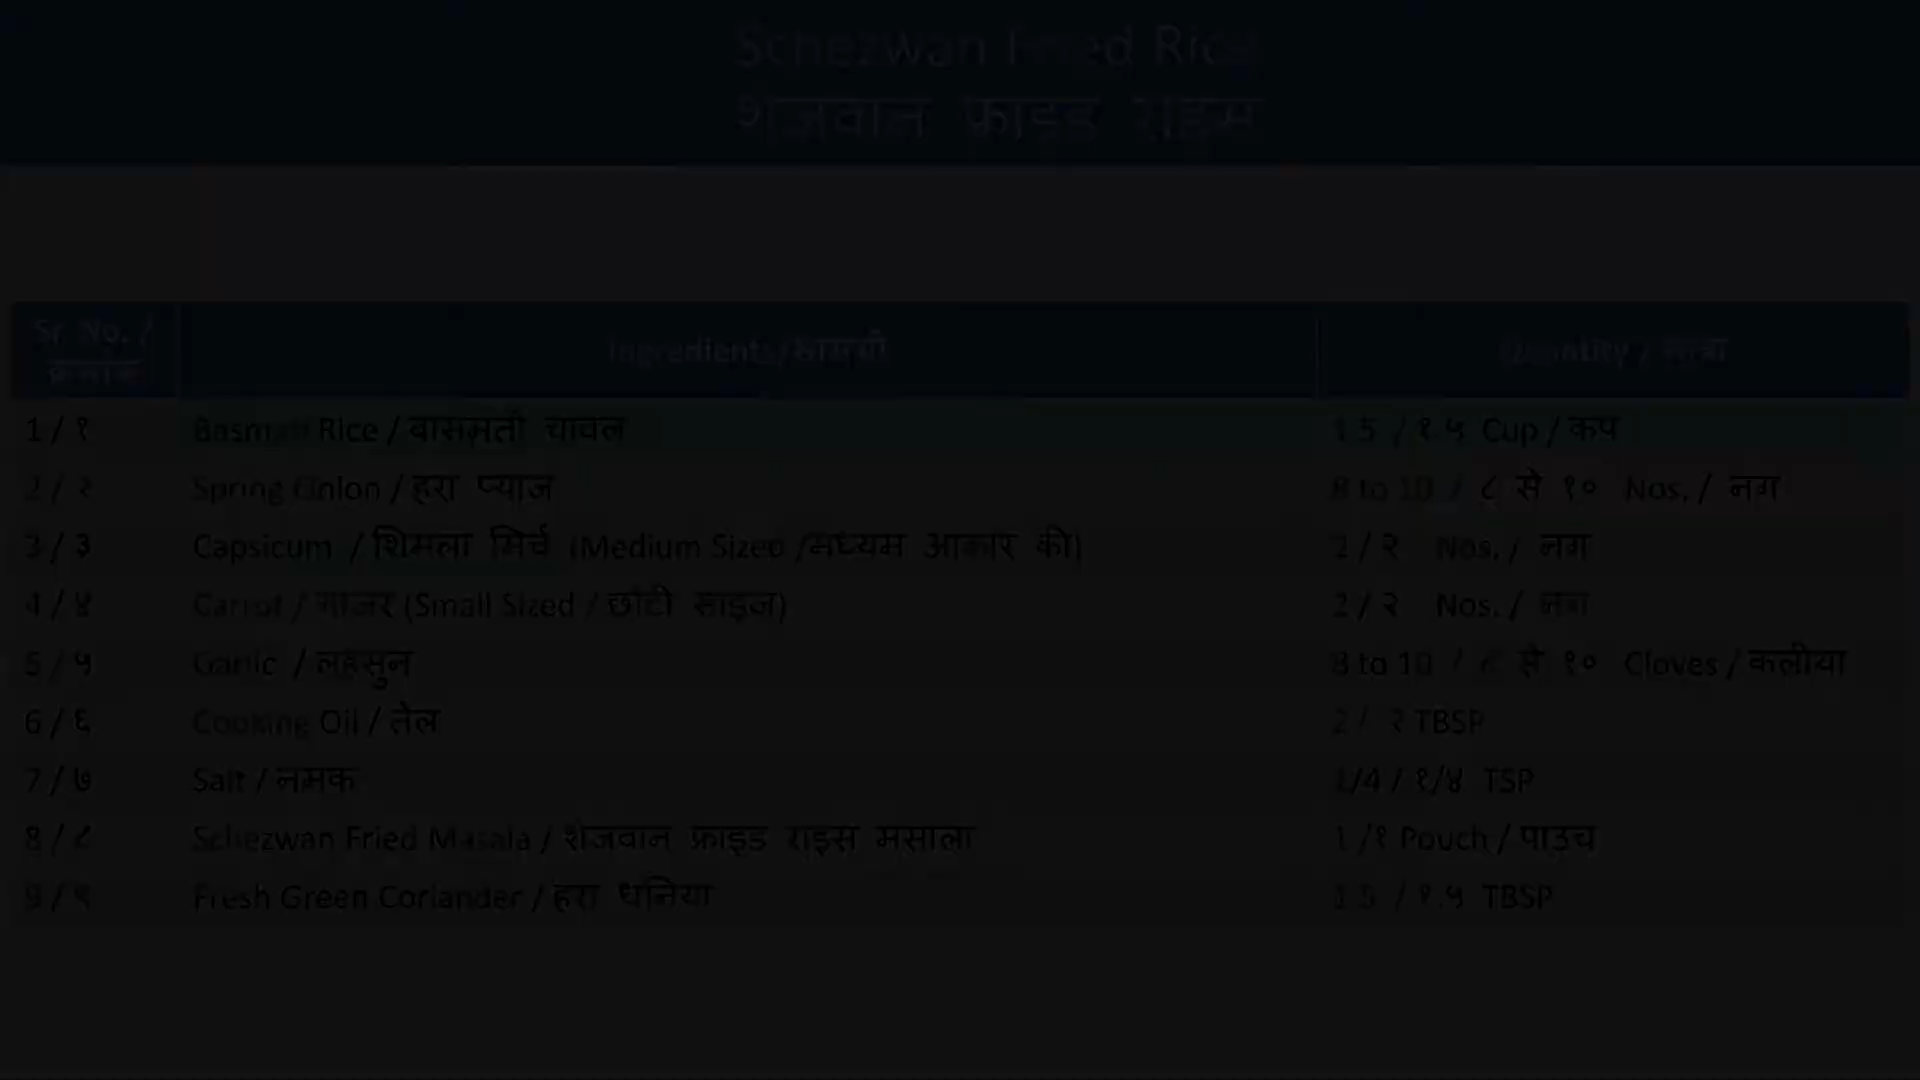 Schezwan Fried Rice
शेजवान फ्राइड राइस
Sr. No. / क्रमांक Ingredients/सामग्री Quantity / मात्रा
1 / १ Basmati Rice / बासमती चावल 1.5 / १.५ Cup / कप
2 / २ Spring Onion / हरा प्याज 8 to 10 / ८ से १० Nos. / नग
3 / ३ Capsicum / शिमला मिर्च (Medium Sized /मध्यम आकार की) 2 / २ Nos. / नग
4 / ४ Carrot / गाजर (Small Sized / छोटी साइज) 2 / २ Nos. / नग
5 / ५ Garlic / लहसुन 8 to 10 / ८ से १० Cloves / कलीया
6 / ६ Cooking Oil / तेल 2 / २ TBSP
7 / ७ Salt / नमक 1/4 / १/४ TSP
8 / ८ Schezwan Fried Masala / शेजवान फ्राइड राइस मसाला 1 /१ Pouch / पाउच
9 / ९ Fresh Green Coriander / हरा धनिया 1.5 / १.५ TBSP